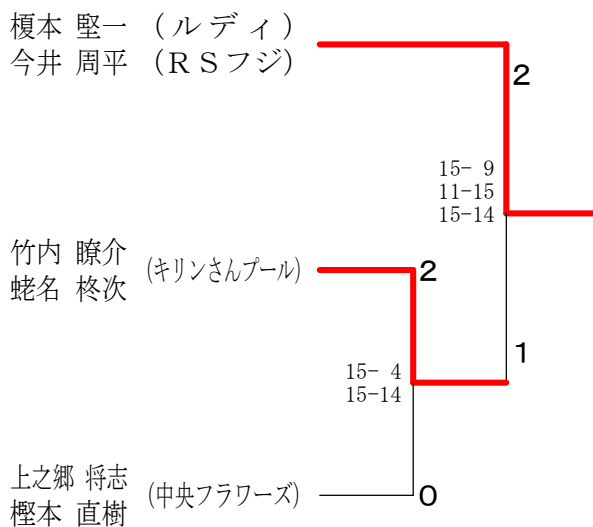 榎本 堅一 (ル デ ィ)
今井 周平 (ＲＳフジ)
2
15- 9
11-15
15-14
竹内 瞭介
蛯名 柊次
(キリンさんプール)
2
1
15- 4
15-14
上之郷 将志
樫本 直樹
(中央フラワーズ)
0